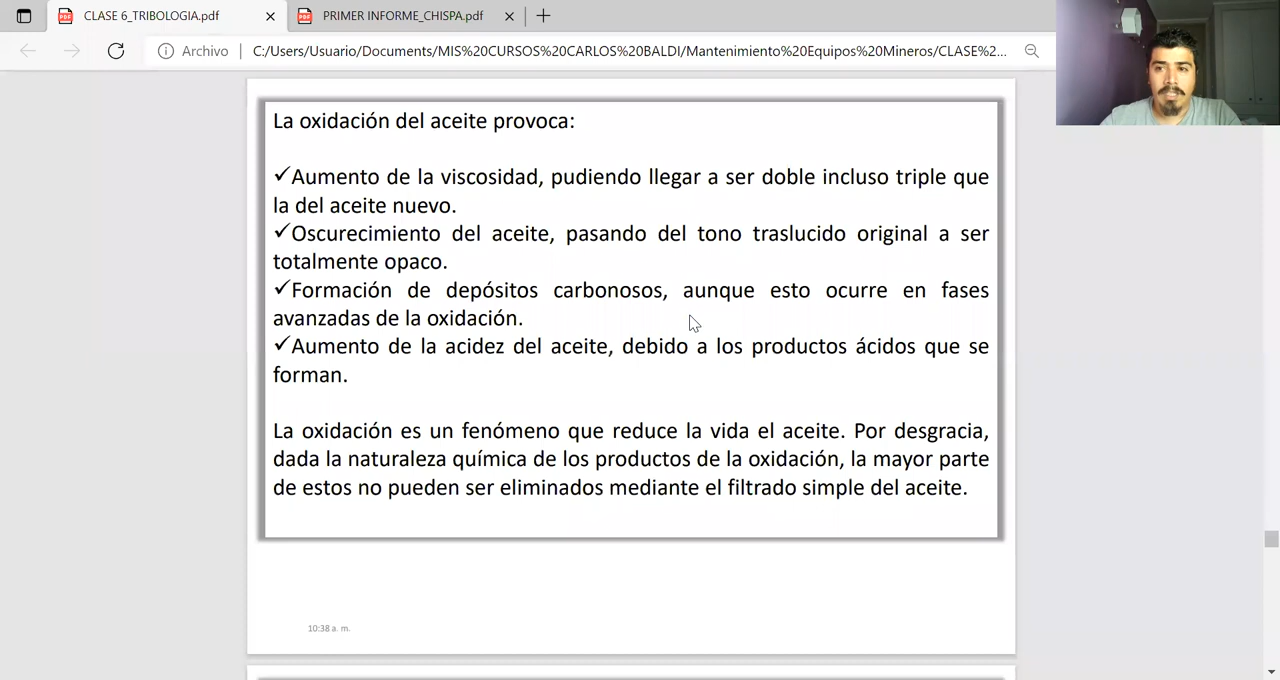 CLASE 6_TRIBOLOGIA.pdf
PRIMER INFORME_CHISPA.pdf
Archivo
C:/Users/Usuario/Documents/MIS%20CURSOS%20CARLOS%20BALDI/Mantenimiento%20Equipos%20Mineros/CLASE%2...
La oxidación del aceite provoca:
✓Aumento de la viscosidad, pudiendo llegar a ser doble incluso triple que
la del aceite nuevo.
✓Oscurecimiento del aceite, pasando del tono traslucido original a ser
totalmente opaco.
✓Formación de depósitos carbonosos, aunque esto ocurre en fases
avanzadas de la oxidación.
✓Aumento de la acidez del aceite, debido a los productos ácidos que se
forman.
La oxidación es un fenómeno que reduce la vida el aceite. Por desgracia,
dada la naturaleza química de los productos de la oxidación, la mayor parte
de estos no pueden ser eliminados mediante el filtrado simple del aceite.
10:38 a. m.